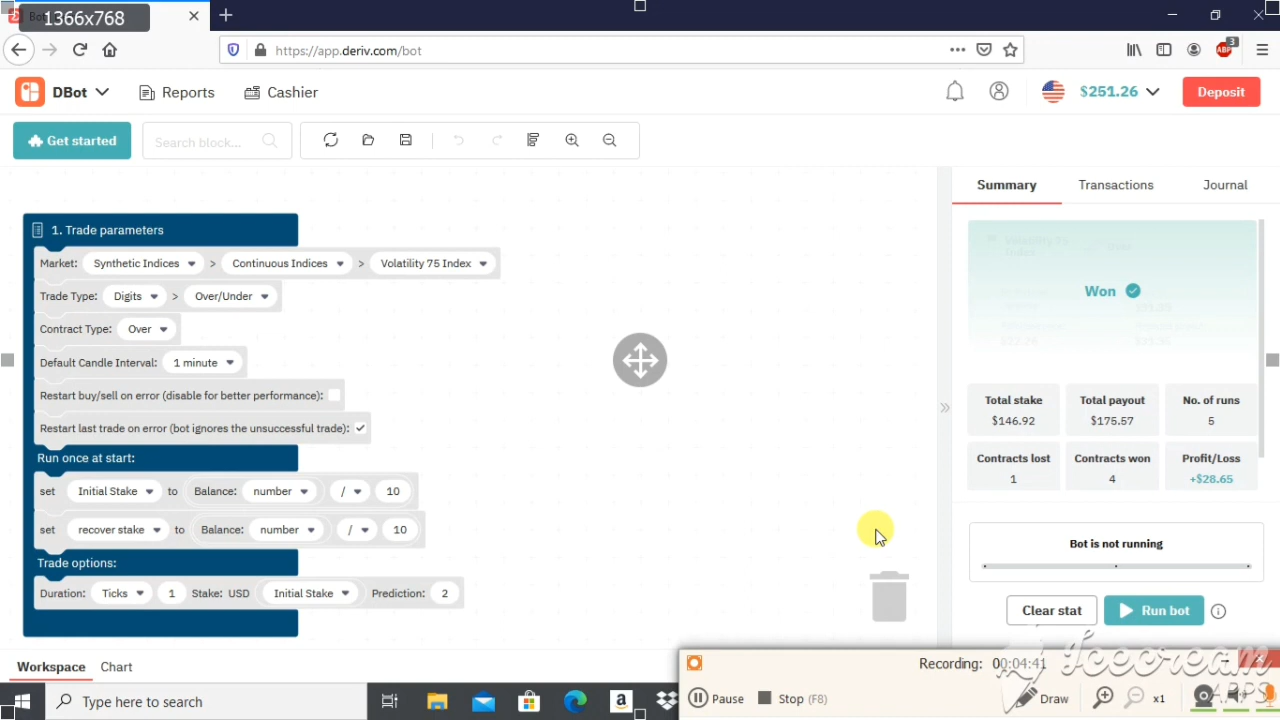 1366x768
Bot
https://app.deriv.com/bot
ABP
3
DBot
Reports
Cashier
$251.26
Deposit
Get started
Search block...
Summary
Transactions
Journal
1. Trade parameters
Market: Synthetic Indices > Continuous Indices > Volatility 75 Index
Trade Type: Digits > Over/Under
Contract Type: Over
Default Candle Interval: 1 minute
Restart buy/sell on error (disable for better performance):
Restart last trade on error (bot ignores the unsuccessful trade):
Run once at start:
set Initial Stake to Balance: number / 10
set recover stake to Balance: number / 10
Trade options:
Duration: Ticks 1 Stake: USD Initial Stake Prediction: 2
Won
Total stake
$146.92
Total payout
$175.57
No. of runs
5
Contracts lost
1
Contracts won
4
Profit/Loss
+$28.65
Bot is not running
Clear stat
Run bot
Workspace
Chart
Recording: 00:04:41
Pause
Stop (F8)
Draw
x1
Icecream
APPS
Type here to search
a